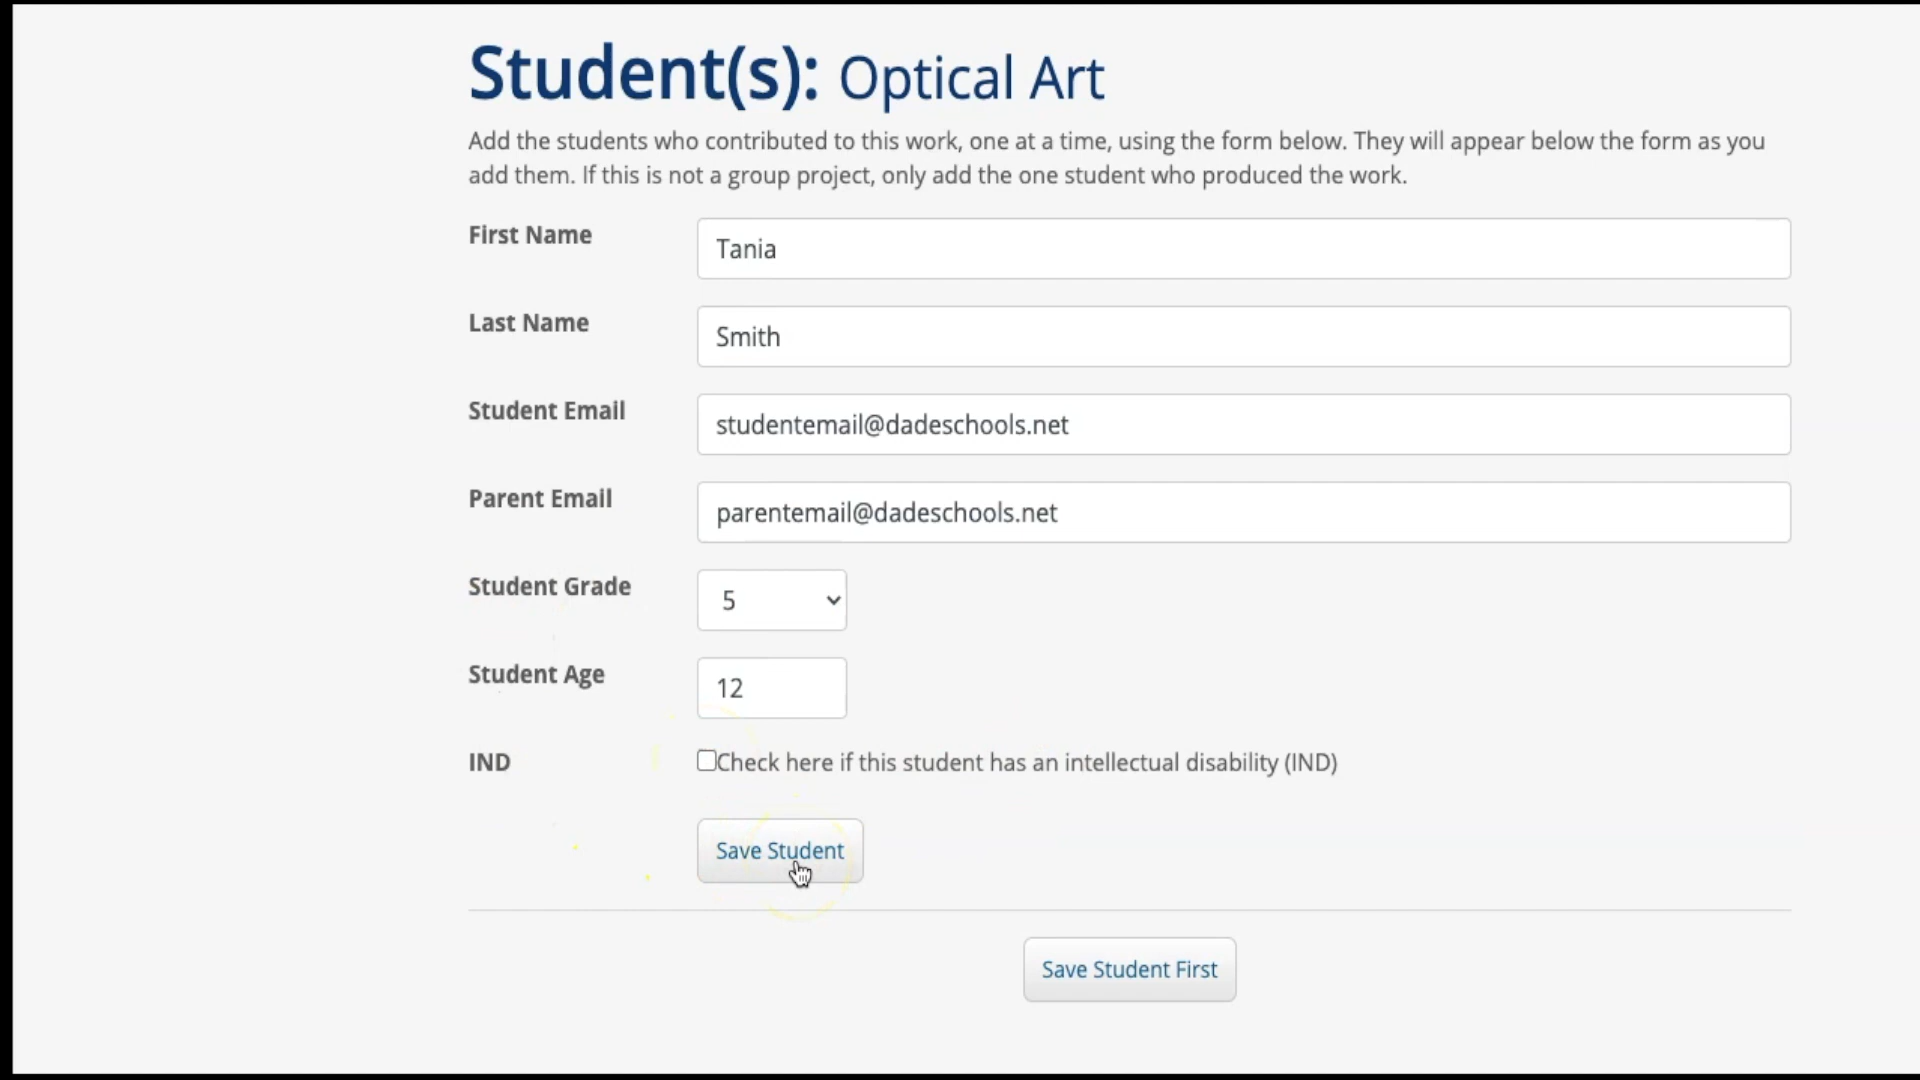 Student(s): Optical Art
Add the students who contributed to this work, one at a time, using the form below. They will appear below the form as you
add them. If this is not a group project, only add the one student who produced the work.
First Name
Tania
Last Name
Smith
Student Email
studentemail@dadeschools.net
Parent Email
parentemail@dadeschools.net
Student Grade
5
Student Age
12
IND
Check here if this student has an intellectual disability (IND)
Save Student
Save Student First